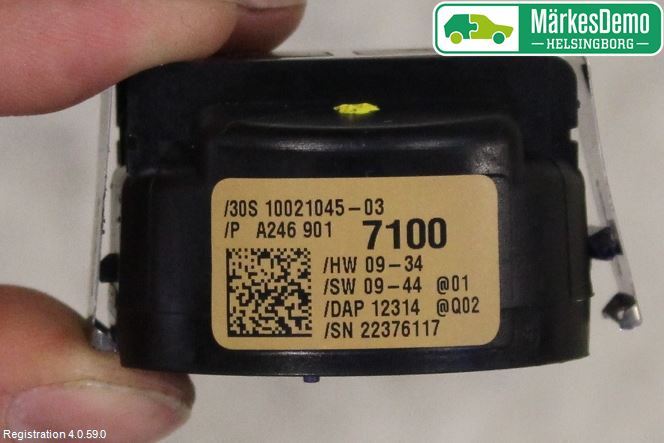 MärkesDemo
HELSINGBORG
/30S 10021045-03
/P A246 901 7100
/HW 09-34
/SW 09-44 @01
/DAP 12314 @Q02
/SN 22376117
Registration 4.0.59.0